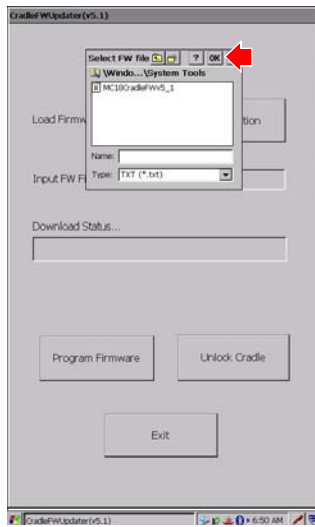 CradleFWUpdater(v5.1)
Select FW file ? OK
\Windo...\System Tools
MC18CradleFWv5_1
Load Firmw
tion
Name:
Input FW Fi
Type: TXT (*.txt)
Download Status...
Program Firmware
Unlock Cradle
Exit
CradleFWUpdater(v5.1) 6:50 AM